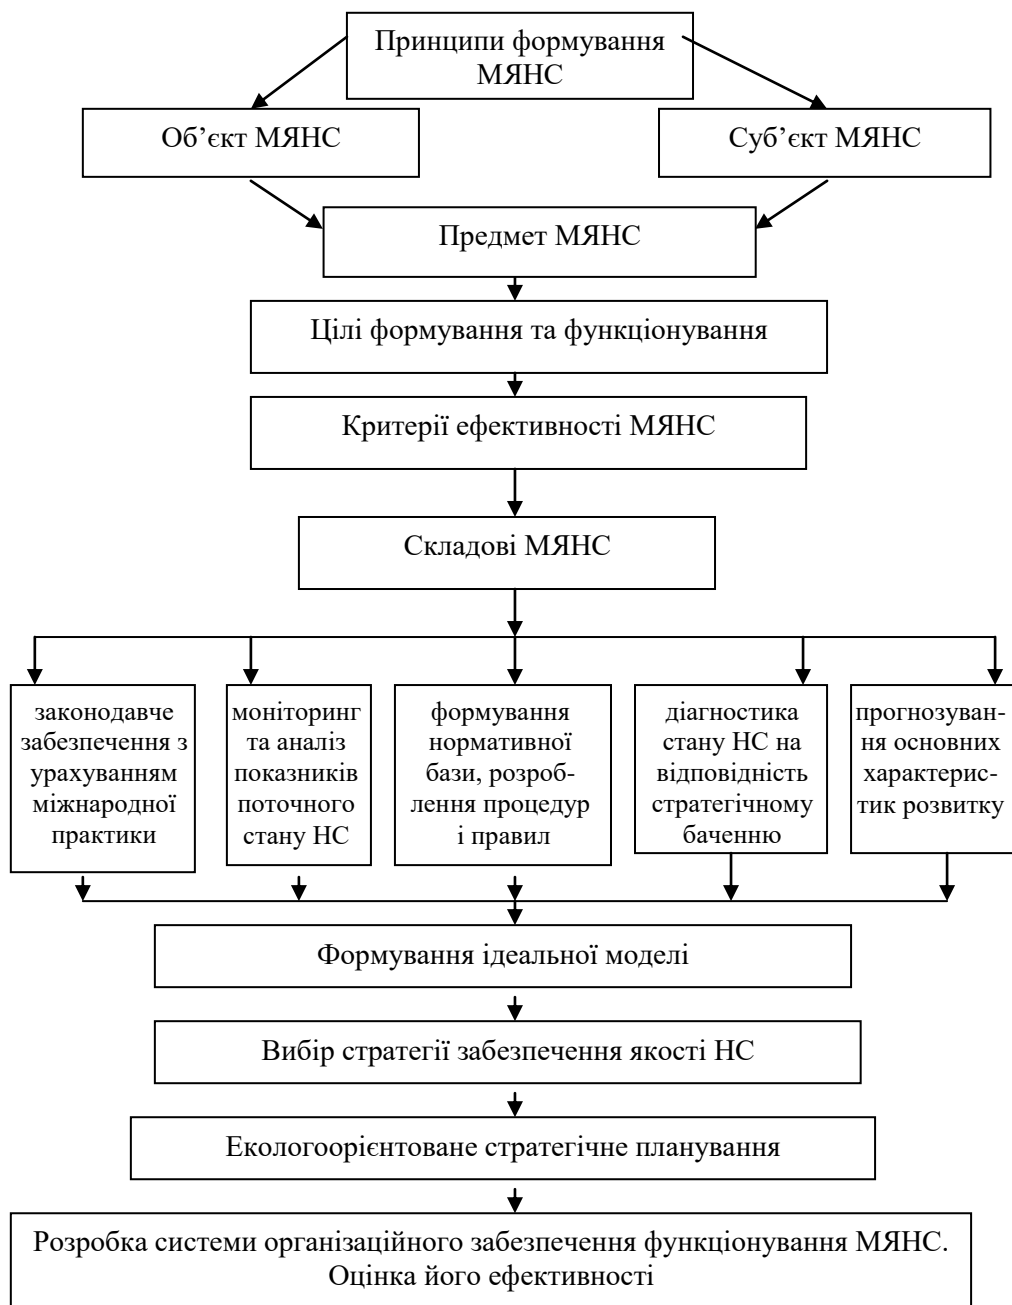 Принципи формування
МЯНС
Об’єкт МЯНС
Суб’єкт МЯНС
Предмет МЯНС
Цілі формування та функціонування
Критерії ефективності МЯНС
Складові МЯНС
законодавче
забезпечення з
урахуванням
міжнародної
практики
моніторинг
та аналіз
показників
поточного
стану НС
формування
нормативної
бази, розроб-
лення процедур
і правил
діагностика
стану НС на
відповідність
стратегічному
баченню
прогнозуван-
ня основних
характерис-
тик розвитку
Формування ідеальної моделі
Вибір стратегії забезпечення якості НС
Екологоорієнтоване стратегічне планування
Розробка системи організаційного забезпечення функціонування МЯНС.
Оцінка його ефективності